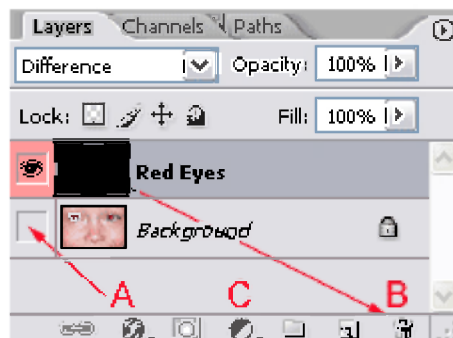 Layers Channels Paths
Difference Opacity: 100%
Lock: Fill: 100%
Red Eyes
Background
A C B